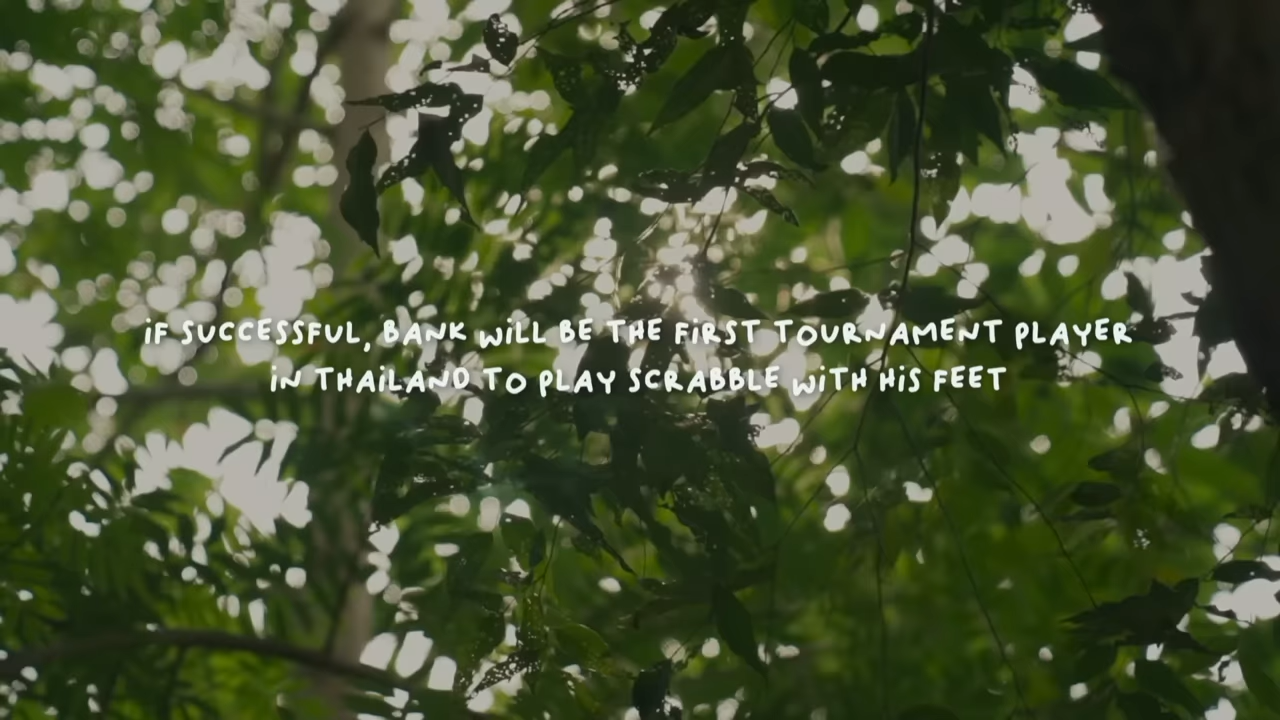 iF SUCCESSFUL, BANK WiLL BE THE FiRST TOURNAMENT PLAYER
iN THAiLAND TO PLAY SCRABBLE WiTH HiS FEET